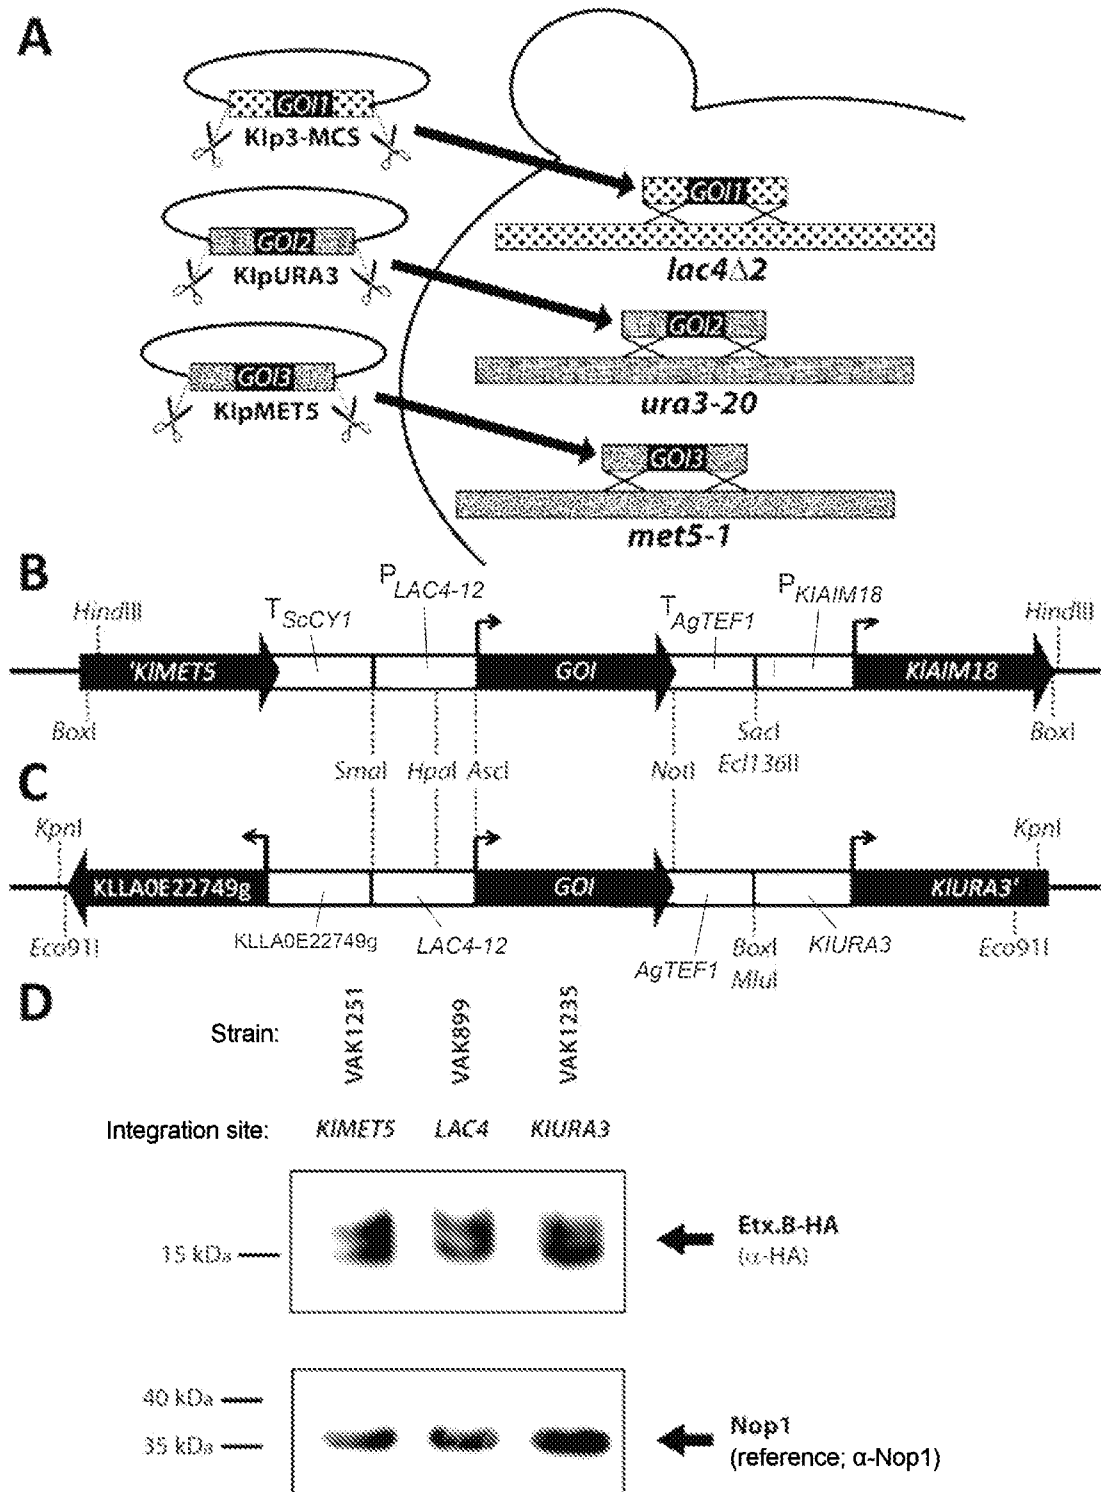 A
GOI1
Klp3-MCS
GOI1
lac4Δ2
GOI2
KlpURA3
GOI2
ura3-20
GOI3
KlpMET5
GOI3
met5-1
B
HindIII
TScCY1
PLAC4-12
TAgTEF1
PKlAIM18
HindIII
'KlMET5
GOI
KlAIM18
BoxI
SacI
Ecl136II
BoxI
SmaI
HpaI
AscI
NotI
C
KpnI
KpnI
KLLA0E22749g
GOI
KlURA3'
Eco91I
KLLA0E22749g
LAC4-12
AgTEF1
BoxI
MluI
KlURA3
Eco91I
D
Strain:
VAK1251
VAK899
VAK1235
Integration site:
KlMET5
LAC4
KlURA3
15 kDa
Etx.B-HA
(α-HA)
40 kDa
35 kDa
Nop1
(reference; α-Nop1)